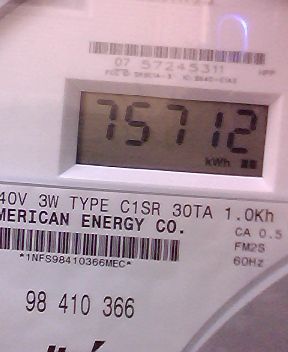 07 57245311
75712
kWh
40V 3W TYPE C1SR 30TA 1.0Kh
MERICAN ENERGY CO.
CA 0.5
FM2S
60Hz
*1NFS98410366MEC*
98 410 366